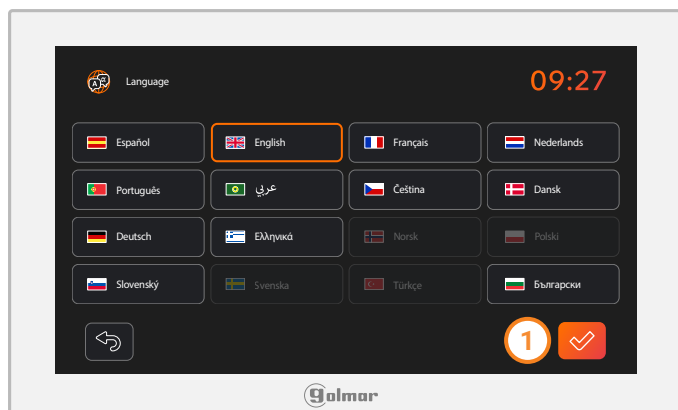 Language
09:27
Español
English
Français
Nederlands
Português
عربي
Čeština
Dansk
Deutsch
Ελληνικά
Norsk
Polski
Slovenský
Svenska
Türkçe
Български
1
golmar